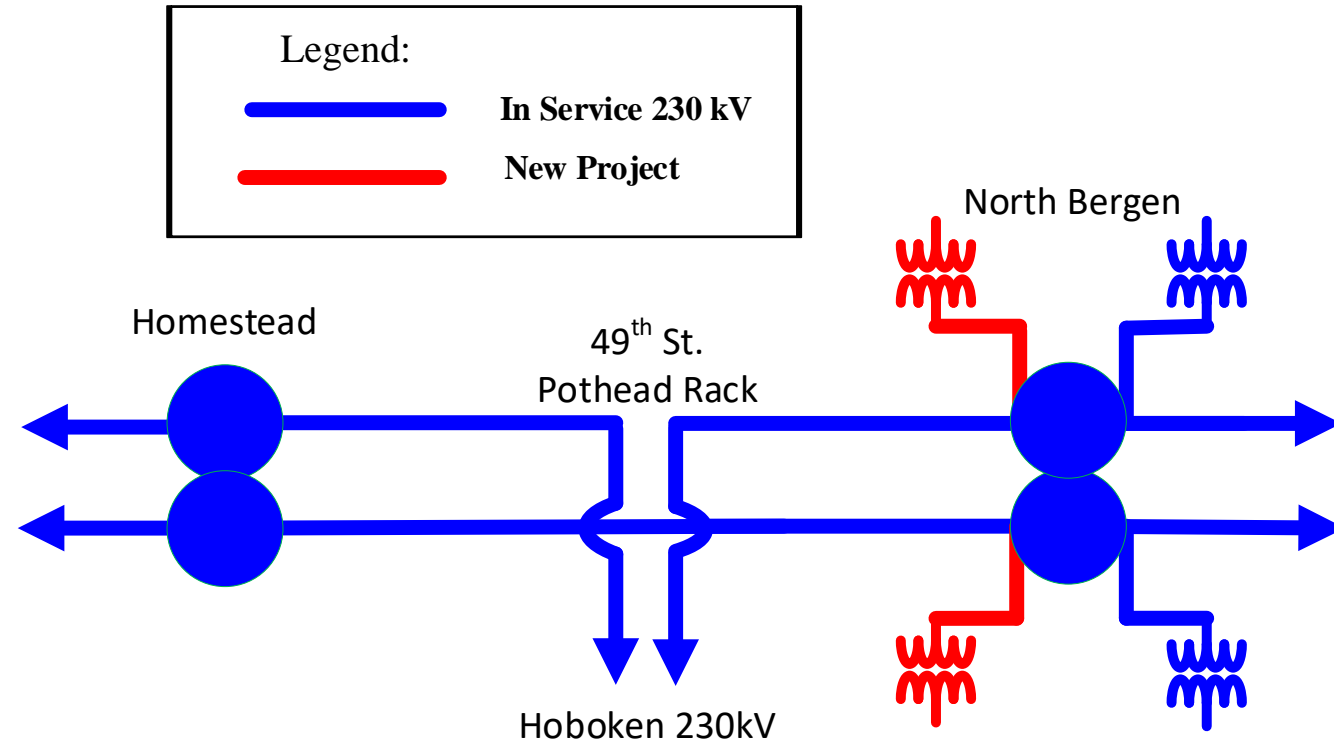 Legend:
In Service 230 kV
New Project
North Bergen
Homestead
49th St.
Pothead Rack
Hoboken 230kV